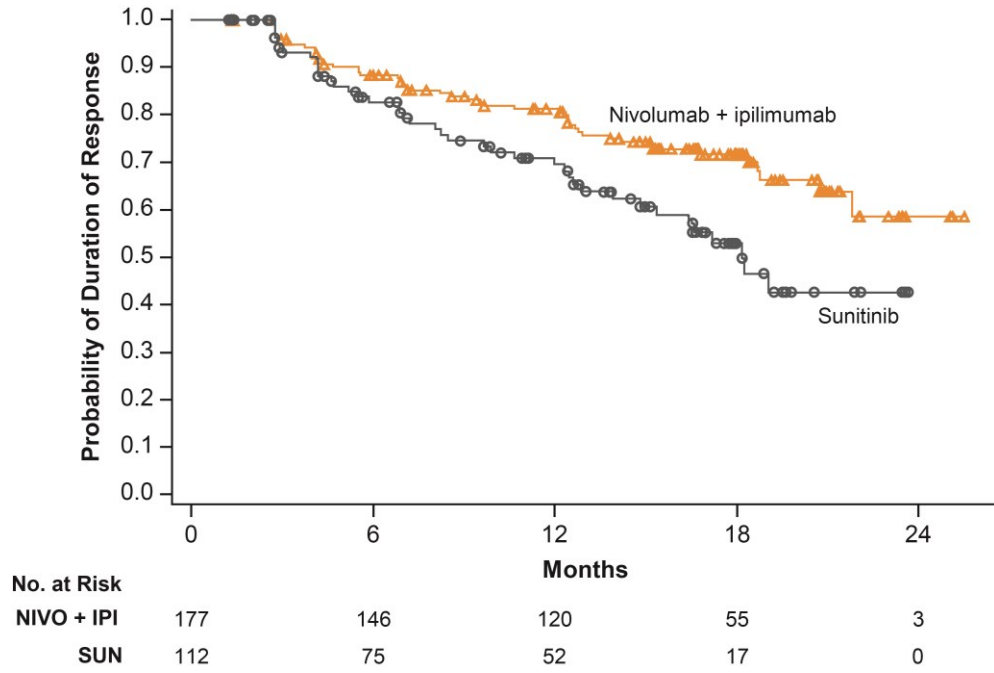 Probability of Duration of Response
1.0
0.9
0.8
0.7
0.6
0.5
0.4
0.3
0.2
0.1
0.0
Nivolumab + ipilimumab
Sunitinib
0 6 12 18 24
Months
No. at Risk
NIVO + IPI 177 146 120 55 3
SUN 112 75 52 17 0